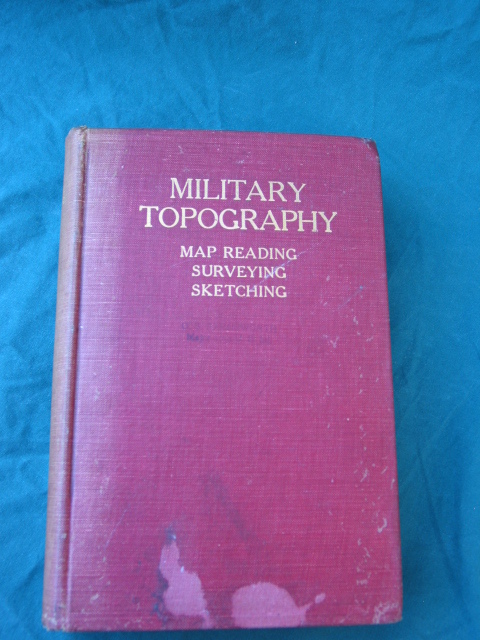 MILITARY
TOPOGRAPHY
MAP READING
SURVEYING
SKETCHING